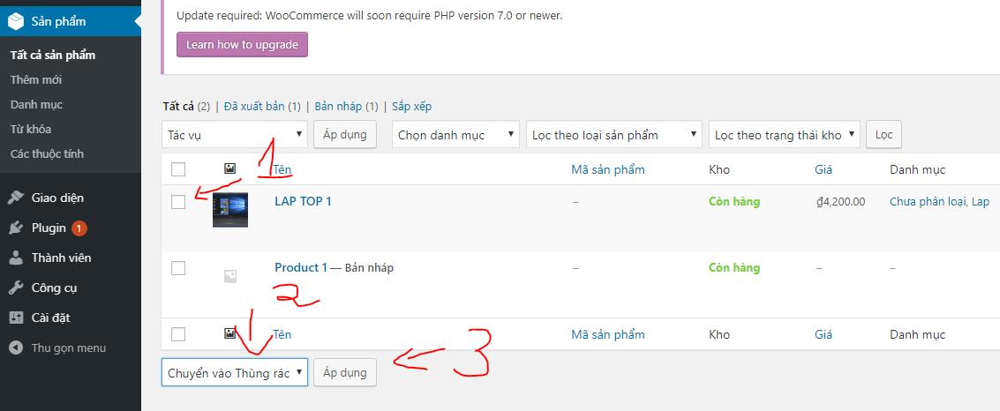 Sản phẩm
Tất cả sản phẩm
Thêm mới
Danh mục
Từ khóa
Các thuộc tính
Giao diện
Plugin 1
Thành viên
Công cụ
Cài đặt
Thu gọn menu
Update required: WooCommerce will soon require PHP version 7.0 or newer.
Learn how to upgrade
Tất cả (2) | Đã xuất bản (1) | Bản nháp (1) | Sắp xếp
Tác vụ Áp dụng Chọn danh mục Lọc theo loại sản phẩm Lọc theo trạng thái kho Lọc
1
Tên Mã sản phẩm Kho Giá Danh mục
LAP TOP 1 – Còn hàng ₫4,200.00 Chưa phân loại, Lap
Product 1 — Bản nháp – Còn hàng – –
2
Tên Mã sản phẩm Kho Giá Danh mục
Chuyển vào Thùng rác Áp dụng 3